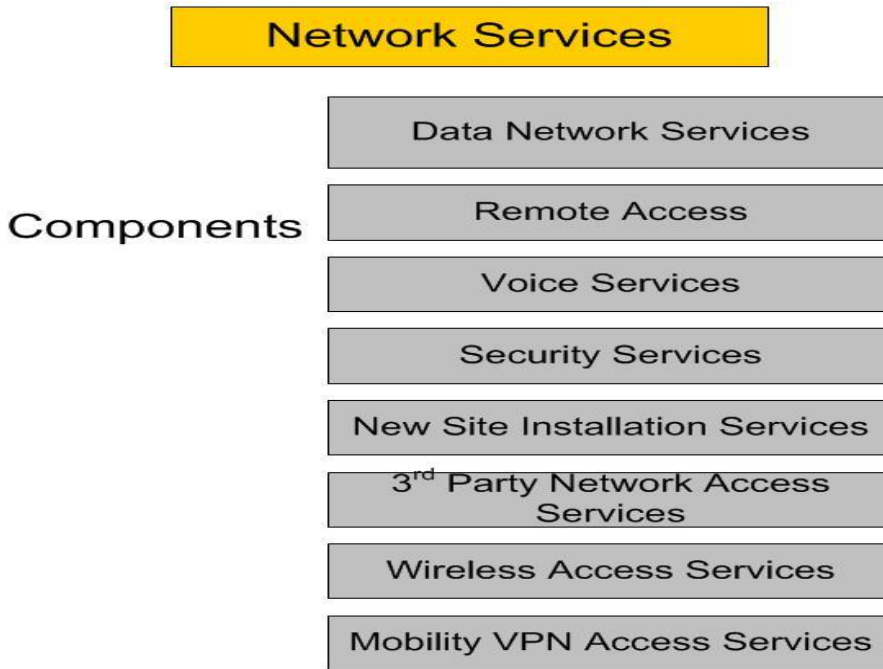 Network Services
Components
Data Network Services
Remote Access
Voice Services
Security Services
New Site Installation Services
3rd Party Network Access
Services
Wireless Access Services
Mobility VPN Access Services